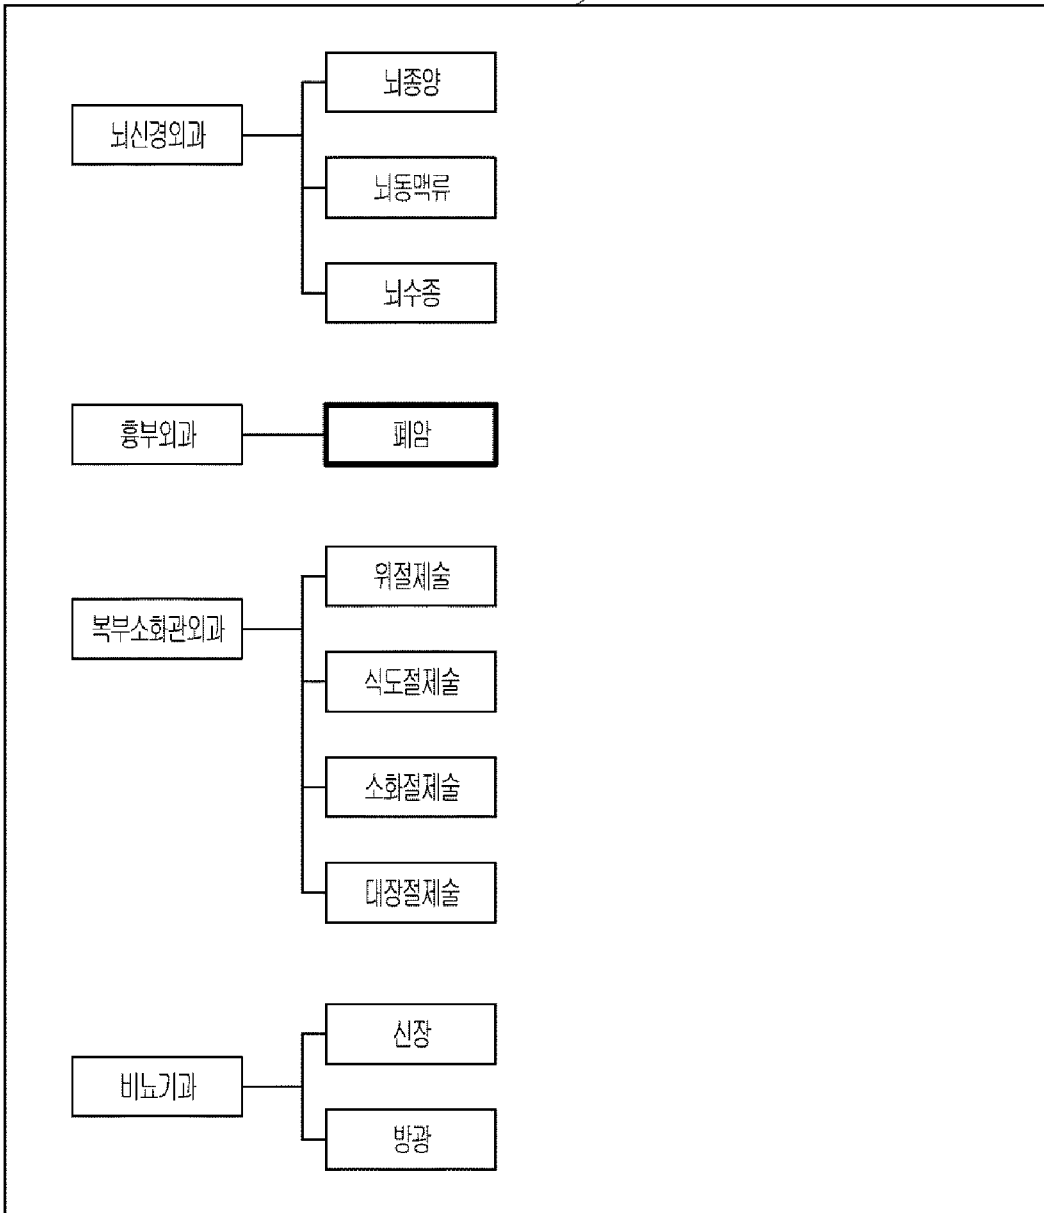 뇌신경외과
뇌종양
뇌동맥류
뇌수종
흉부외과
폐암
복부소화관외과
위절제술
식도절제술
소화절제술
대장절제술
비뇨기과
신장
방광